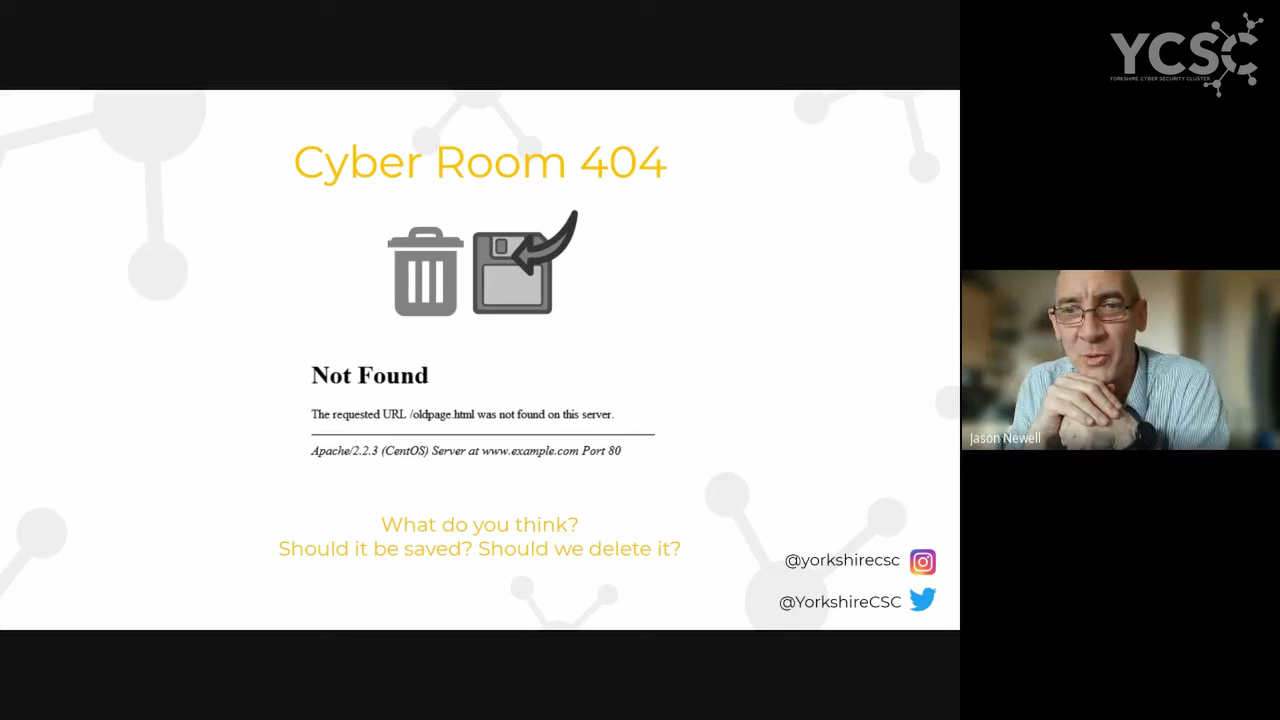 Cyber Room 404
Not Found
The requested URL /oldpage.html was not found on this server.
Apache/2.2.3 (CentOS) Server at www.example.com Port 80
What do you think?
Should it be saved? Should we delete it?
@yorkshirecsc
@YorkshireCSC
YCSC
YORKSHIRE CYBER SECURITY CLUSTER
Jason Newell